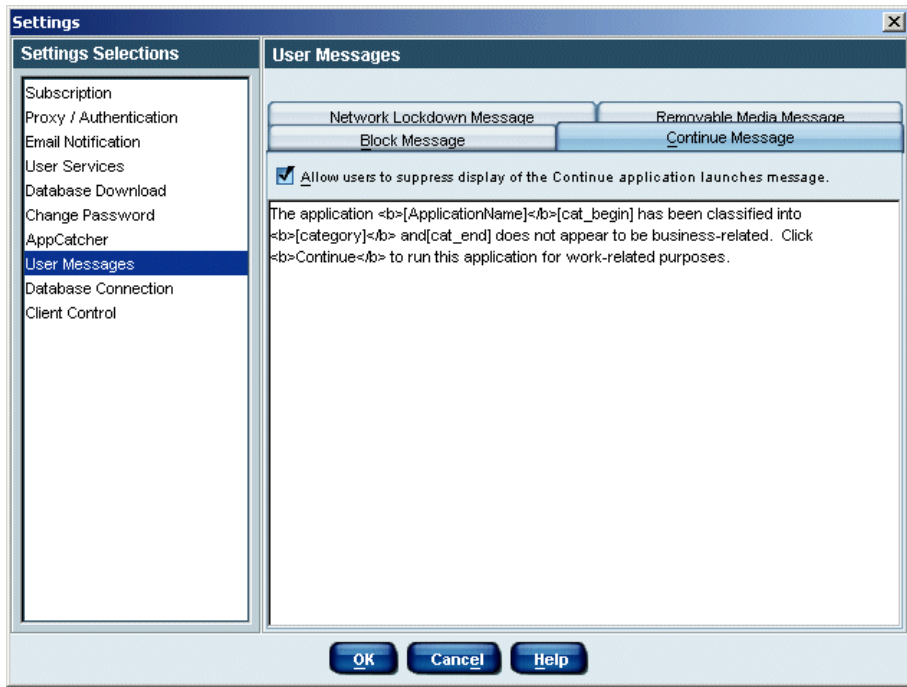 Settings
Settings Selections
User Messages
Subscription
Proxy / Authentication
Email Notification
User Services
Database Download
Change Password
AppCatcher
User Messages
Database Connection
Client Control
Network Lockdown Message
Removable Media Message
Block Message
Continue Message
Allow users to suppress display of the Continue application launches message.
The application <b>[ApplicationName]</b>[cat_begin] has been classified into
<b>[category]</b> and[cat_end] does not appear to be business-related.  Click
<b>Continue</b> to run this application for work-related purposes.
OK
Cancel
Help